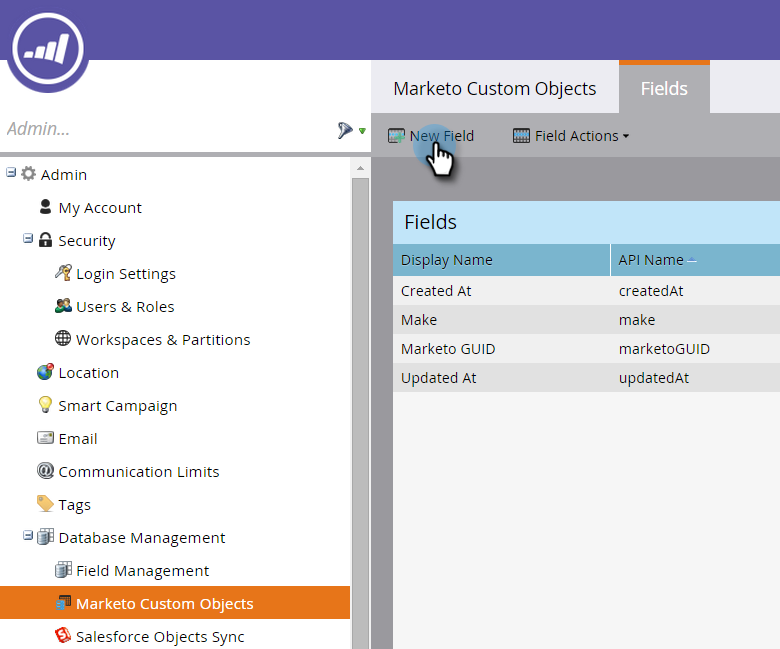 Marketo Custom Objects
Fields
Admin...
New Field
Field Actions
Admin
My Account
Security
Login Settings
Users & Roles
Workspaces & Partitions
Location
Smart Campaign
Email
Communication Limits
Tags
Database Management
Field Management
Marketo Custom Objects
Salesforce Objects Sync
Fields
Display Name API Name
Created At createdAt
Make make
Marketo GUID marketoGUID
Updated At updatedAt